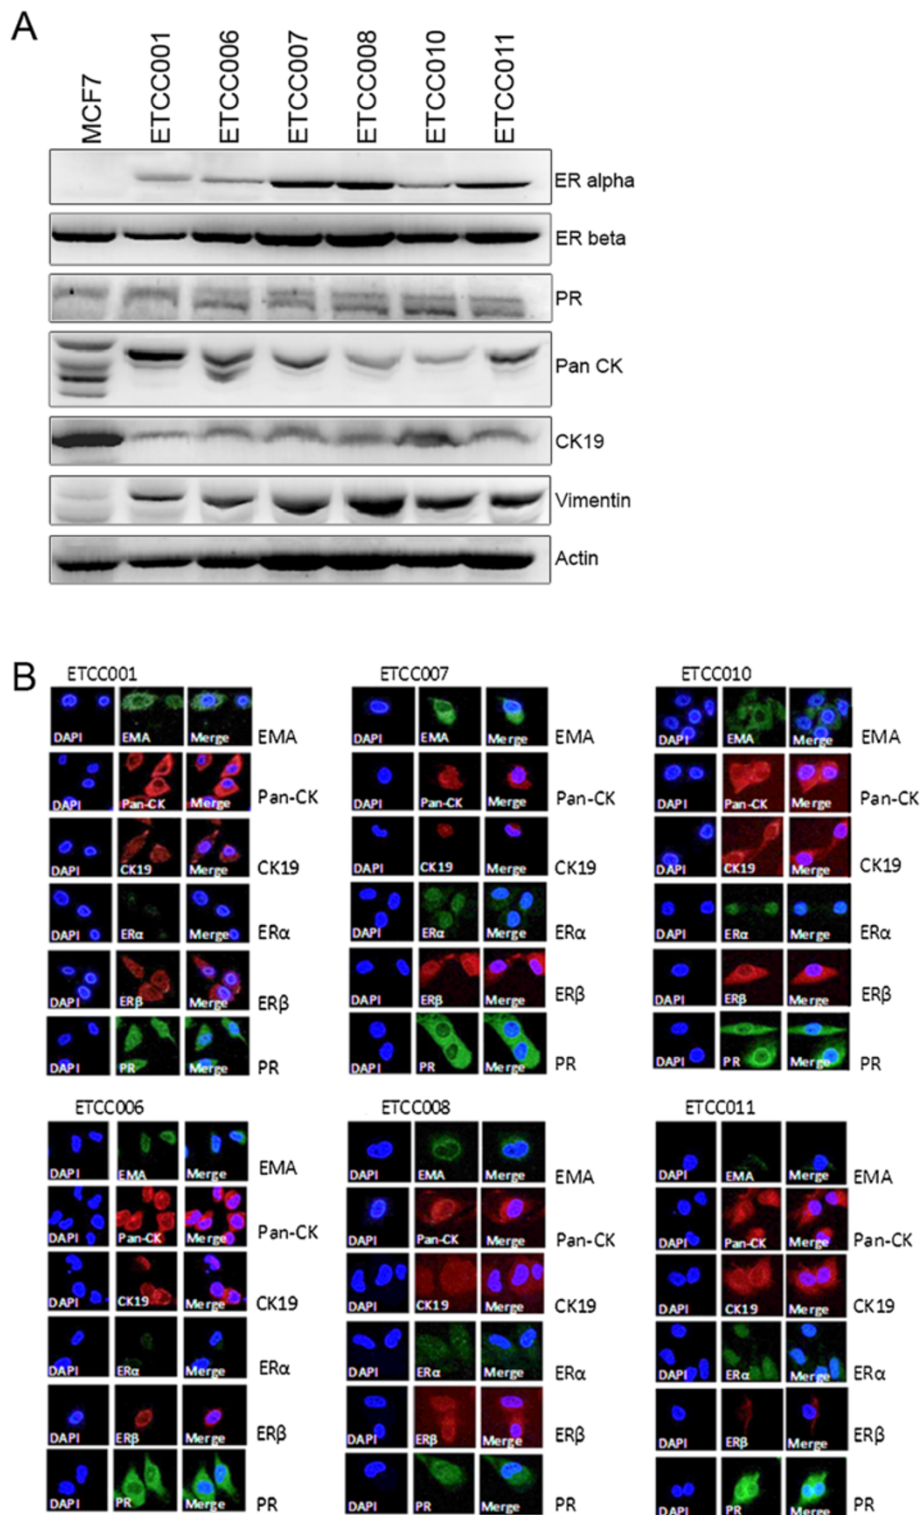 A
MCF7
ETCC001
ETCC006
ETCC007
ETCC008
ETCC010
ETCC011
ER alpha
ER beta
PR
Pan CK
CK19
Vimentin
Actin
B
ETCC001
DAPI EMA Merge EMA
DAPI Pan-CK Merge Pan-CK
DAPI CK19 Merge CK19
DAPI ERα Merge ERα
DAPI ERβ Merge ERβ
DAPI PR Merge PR
ETCC007
DAPI EMA Merge EMA
DAPI Pan-CK Merge Pan-CK
DAPI CK19 Merge CK19
DAPI ERα Merge ERα
DAPI ERβ Merge ERβ
DAPI PR Merge PR
ETCC010
DAPI EMA Merge EMA
DAPI Pan-CK Merge Pan-CK
DAPI CK19 Merge CK19
DAPI ERα Merge ERα
DAPI ERβ Merge ERβ
DAPI PR Merge PR
ETCC006
DAPI EMA Merge EMA
DAPI Pan-CK Merge Pan-CK
DAPI CK19 Merge CK19
DAPI ERα Merge ERα
DAPI ERβ Merge ERβ
DAPI PR Merge PR
ETCC008
DAPI EMA Merge EMA
DAPI Pan-CK Merge Pan-CK
DAPI CK19 Merge CK19
DAPI ERα Merge ERα
DAPI ERβ Merge ERβ
DAPI PR Merge PR
ETCC011
DAPI EMA Merge EMA
DAPI Pan-CK Merge Pan-CK
DAPI CK19 Merge CK19
DAPI ERα Merge ERα
DAPI ERβ Merge ERβ
DAPI PR Merge PR